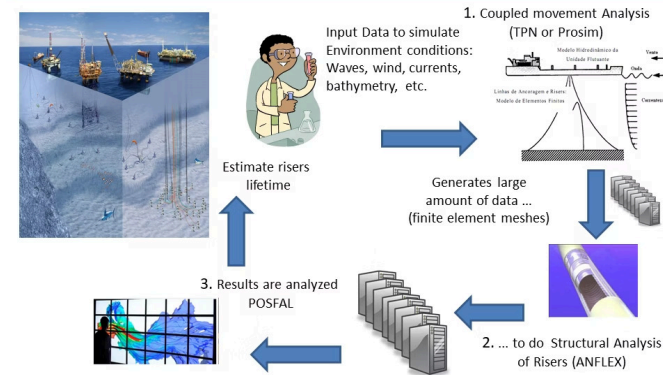 Input Data to simulate
Environment conditions:
Waves, wind, currents,
bathymetry, etc.
1. Coupled movement Analysis
(TPN or Prosim)
Modelo Hidrodinâmico da
Unidade Flutuante
Vento
Onda
Linhas de Ancoragem e Risers:
Modelo de Elementos Finitos
Correnteza
Estimate risers
lifetime
Generates large
amount of data ...
(finite element meshes)
3. Results are analyzed
POSFAL
2. ... to do Structural Analysis
of Risers (ANFLEX)